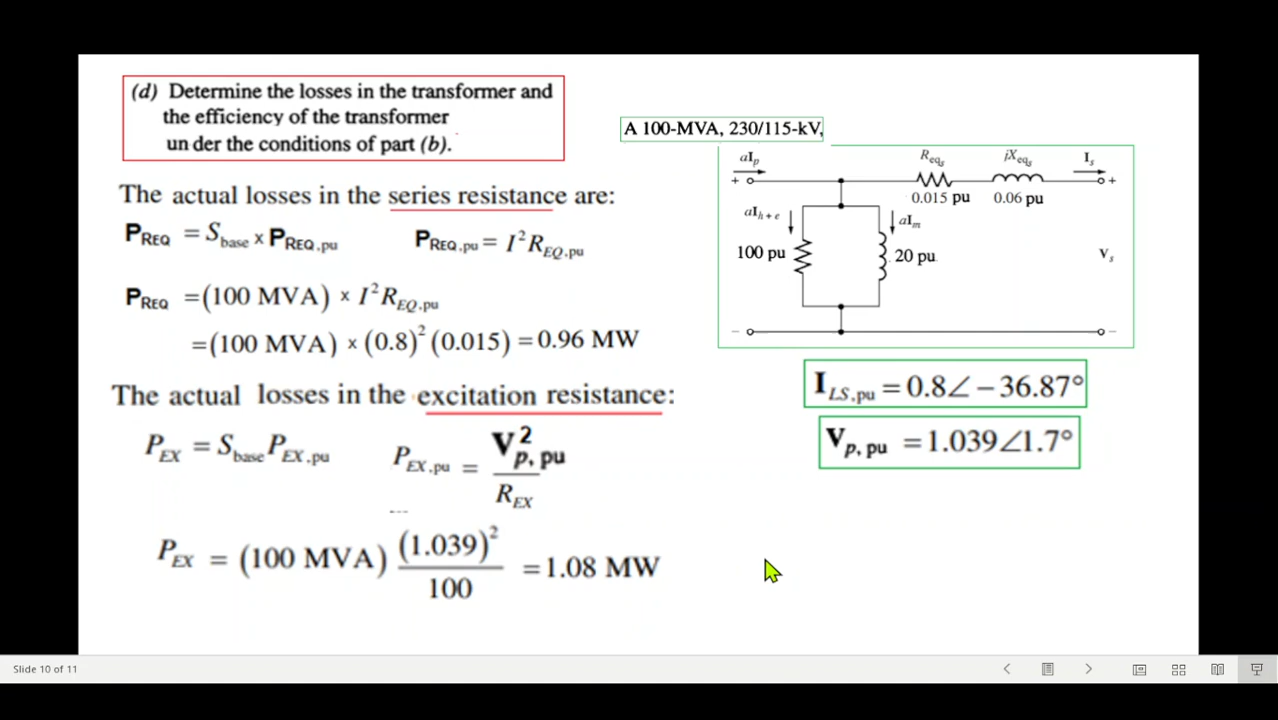 (d) Determine the losses in the transformer and
the efficiency of the transformer
un der the conditions of part (b).
The actual losses in the series resistance are:
P_REQ = S_base x P_REQ,pu   P_REQ,pu = I²R_EQ,pu
P_REQ = (100 MVA) x I²R_EQ,pu
= (100 MVA) x (0.8)² (0.015) = 0.96 MW
The actual losses in the excitation resistance:
P_EX = S_base P_EX,pu   P_EX,pu = V²_p, pu / R_EX
P_EX = (100 MVA) (1.039)² / 100 = 1.08 MW
A 100-MVA, 230/115-kV,
aI_p   R_eq_s   jX_eq_s   I_s
+   +
0.015 pu   0.06 pu
aI_h+e   aI_m
100 pu   20 pu   V_s
–   –
I_LS,pu = 0.8∠ – 36.87°
V_p, pu = 1.039∠1.7°
Slide 10 of 11